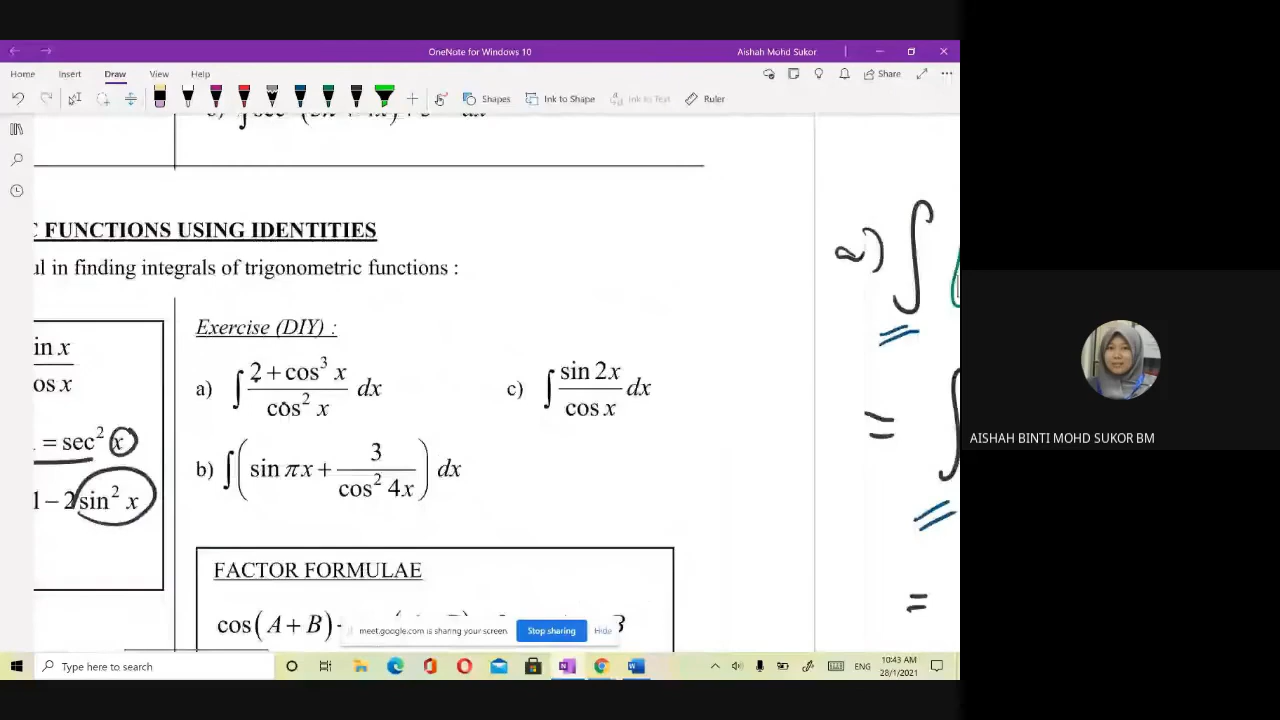 OneNote for Windows 10
Aishah Mohd Sukor
Home Insert Draw View Help
Share
Shapes Ink to Shape Ink to Text Ruler
FUNCTIONS USING IDENTITIES
in finding integrals of trigonometric functions :
Exercise (DIY) :
a) ∫ (2 + cos³ x)/(cos² x) dx
c) ∫ (sin 2x)/(cos x) dx
b) ∫ (sin πx + 3/(cos² 4x)) dx
= sec² x
1 − 2 sin² x
FACTOR FORMULAE
cos(A + B)
a) ∫
= ∫
=
meet.google.com is sharing your screen. Stop sharing Hide
AISHAH BINTI MOHD SUKOR BM
Type here to search
ENG
10:43 AM
28/1/2021